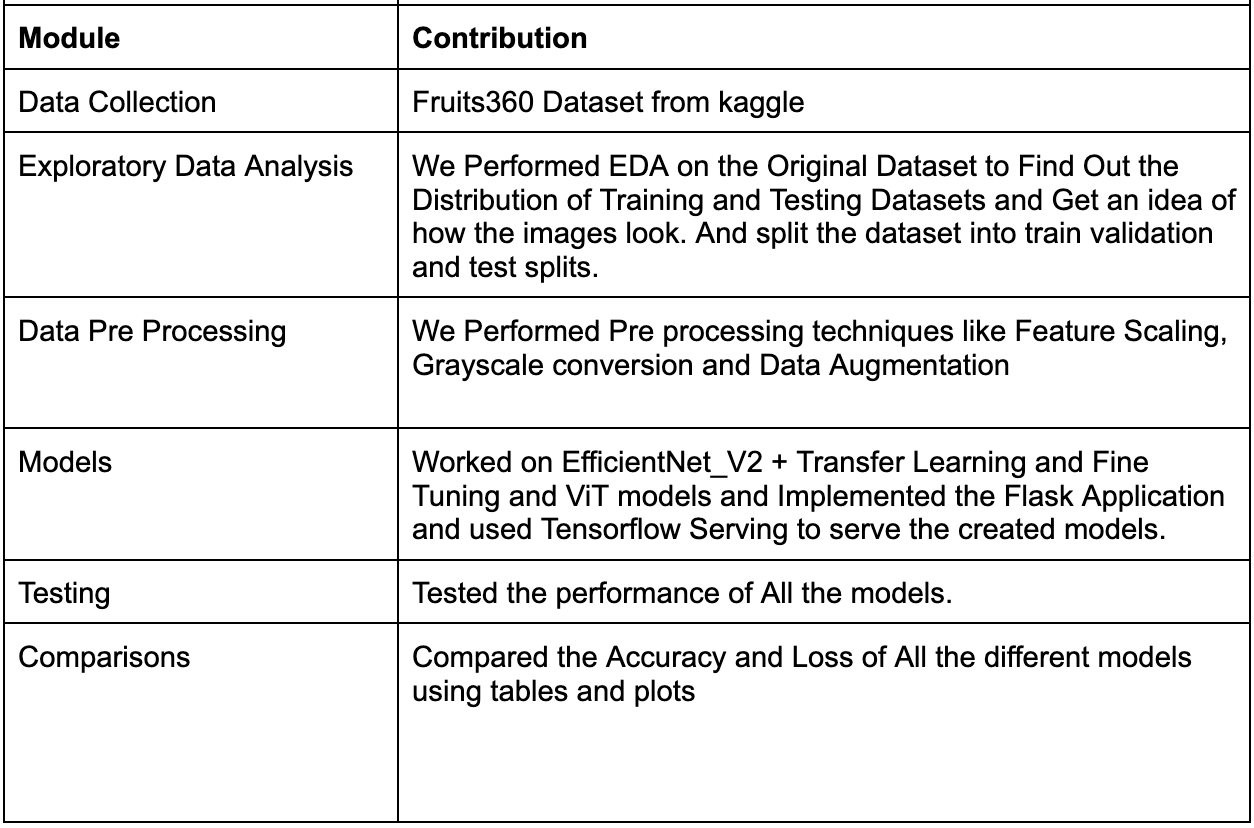 Module
Contribution
Data Collection
Fruits360 Dataset from kaggle
Exploratory Data Analysis
We Performed EDA on the Original Dataset to Find Out the
Distribution of Training and Testing Datasets and Get an idea of
how the images look. And split the dataset into train validation
and test splits.
Data Pre Processing
We Performed Pre processing techniques like Feature Scaling,
Grayscale conversion and Data Augmentation
Models
Worked on EfficientNet_V2 + Transfer Learning and Fine
Tuning and ViT models and Implemented the Flask Application
and used Tensorflow Serving to serve the created models.
Testing
Tested the performance of All the models.
Comparisons
Compared the Accuracy and Loss of All the different models
using tables and plots